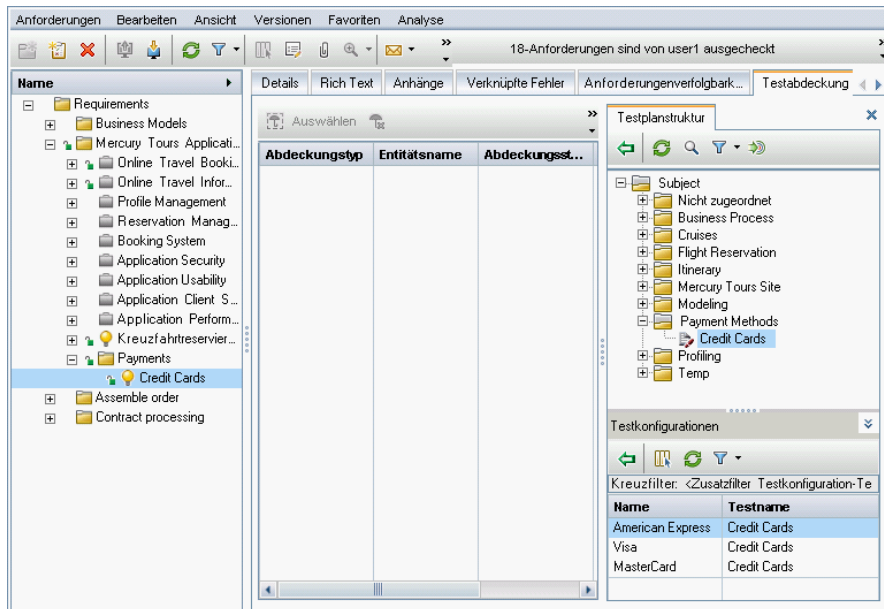 Anforderungen Bearbeiten Ansicht Versionen Favoriten Analyse
18-Anforderungen sind von user1 ausgecheckt
Name
Requirements
Business Models
Mercury Tours Applicati...
Online Travel Booki...
Online Travel Infor...
Profile Management
Reservation Manag...
Booking System
Application Security
Application Usability
Application Client S...
Application Perform...
Kreuzfahrtreservier...
Payments
Credit Cards
Assemble order
Contract processing
Details Rich Text Anhänge Verknüpfte Fehler Anforderungenverfolgbark... Testabdeckung
Auswählen
Abdeckungstyp Entitätsname Abdeckungsst...
Testplanstruktur
Subject
Nicht zugeordnet
Business Process
Cruises
Flight Reservation
Itinerary
Mercury Tours Site
Modeling
Payment Methods
Credit Cards
Profiling
Temp
Testkonfigurationen
Kreuzfilter: <Zusatzfilter Testkonfiguration-Te
Name Testname
American Express Credit Cards
Visa Credit Cards
MasterCard Credit Cards